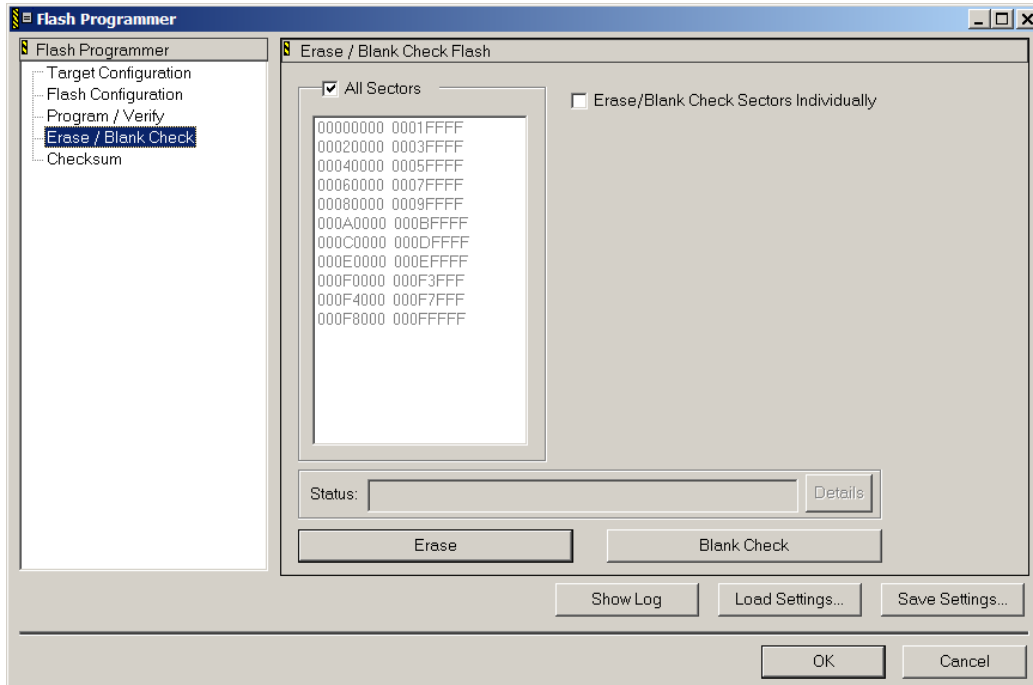 Flash Programmer
Flash Programmer
Target Configuration
Flash Configuration
Program / Verify
Erase / Blank Check
Checksum
Erase / Blank Check Flash
All Sectors
Erase/Blank Check Sectors Individually
00000000 0001FFFF
00020000 0003FFFF
00040000 0005FFFF
00060000 0007FFFF
00080000 0009FFFF
000A0000 000BFFFF
000C0000 000DFFFF
000E0000 000EFFFF
000F0000 000F3FFF
000F4000 000F7FFF
000F8000 000FFFFF
Status:
Details
Erase
Blank Check
Show Log
Load Settings...
Save Settings...
OK
Cancel